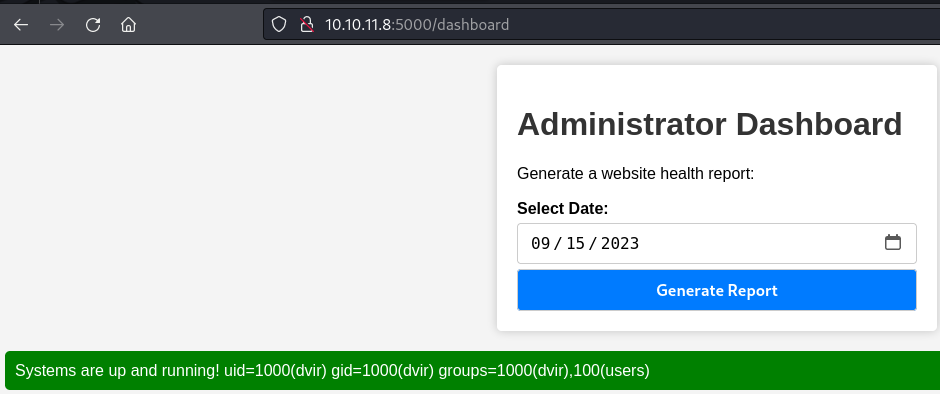 10.10.11.8:5000/dashboard
Administrator Dashboard
Generate a website health report:
Select Date:
09/15/2023
Generate Report
Systems are up and running! uid=1000(dvir) gid=1000(dvir) groups=1000(dvir),100(users)